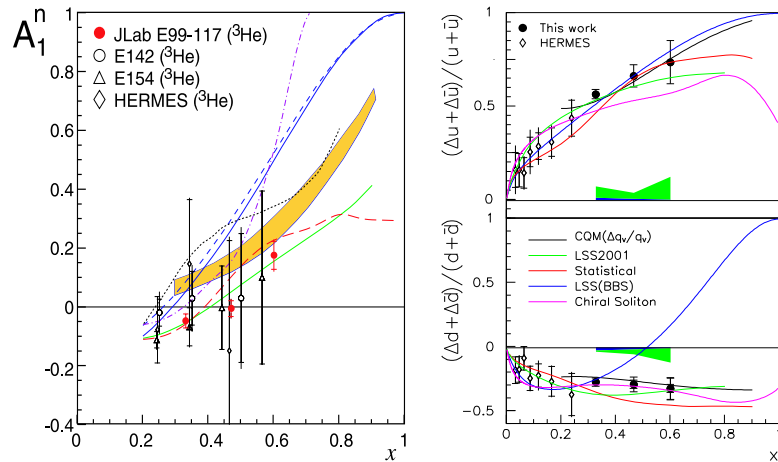 A₁ⁿ
JLab E99-117 (³He)
E142 (³He)
E154 (³He)
HERMES (³He)
1
0.8
0.6
0.4
0.2
0
-0.2
-0.4
0 0.2 0.4 0.6 0.8 1
x
(Δu+Δū)/(u+ū)
1
0.5
0
This work
HERMES
(Δd+Δd̄)/(d+d̄)
1
0.5
0
-0.5
CQM(Δqᵥ/qᵥ)
LSS2001
Statistical
LSS(BBS)
Chiral Soliton
0 0.2 0.4 0.6 0.8 1
x